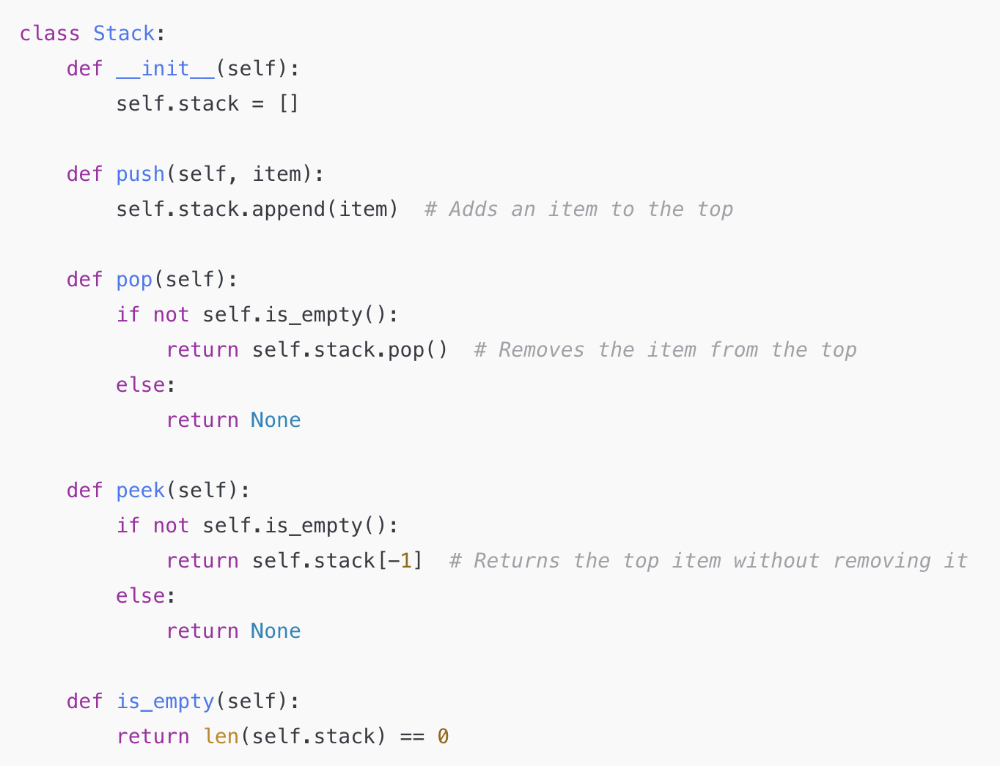 class Stack:
    def __init__(self):
        self.stack = []

    def push(self, item):
        self.stack.append(item)  # Adds an item to the top

    def pop(self):
        if not self.is_empty():
            return self.stack.pop()  # Removes the item from the top
        else:
            return None

    def peek(self):
        if not self.is_empty():
            return self.stack[-1]  # Returns the top item without removing it
        else:
            return None

    def is_empty(self):
        return len(self.stack) == 0